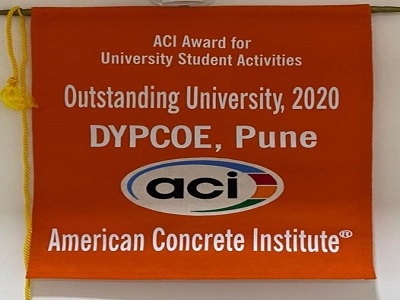 ACI Award for
University Student Activities
Outstanding University, 2020
DYPCOE, Pune
aci
American Concrete Institute®